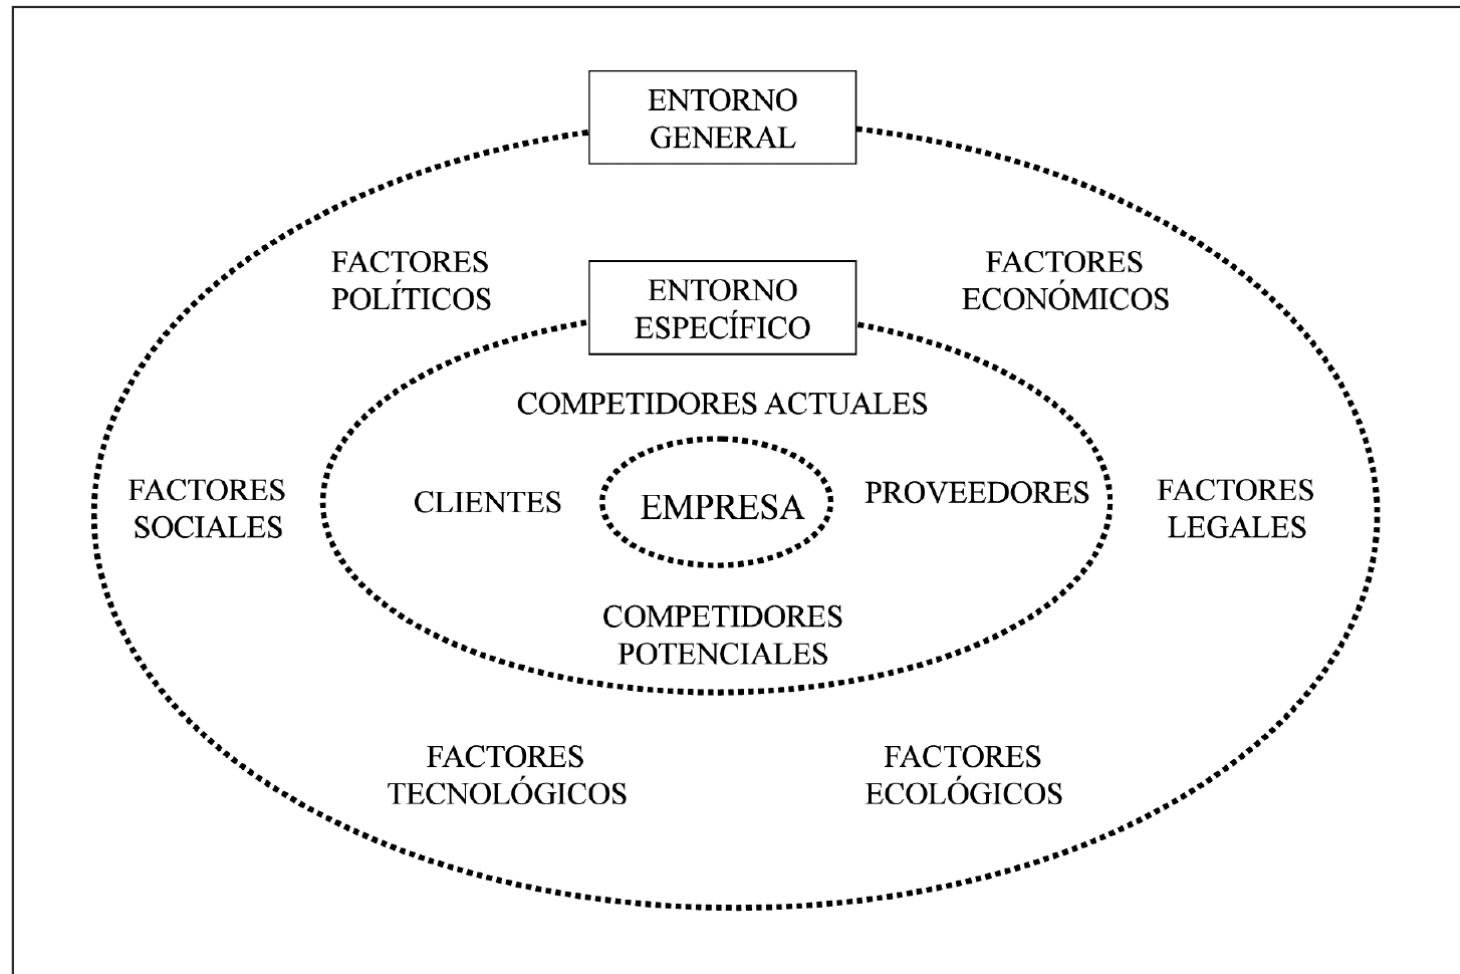 ENTORNO
GENERAL
FACTORES
POLÍTICOS
FACTORES
ECONÓMICOS
ENTORNO
ESPECÍFICO
COMPETIDORES ACTUALES
FACTORES
SOCIALES
CLIENTES
EMPRESA
PROVEEDORES
FACTORES
LEGALES
COMPETIDORES
POTENCIALES
FACTORES
TECNOLÓGICOS
FACTORES
ECOLÓGICOS